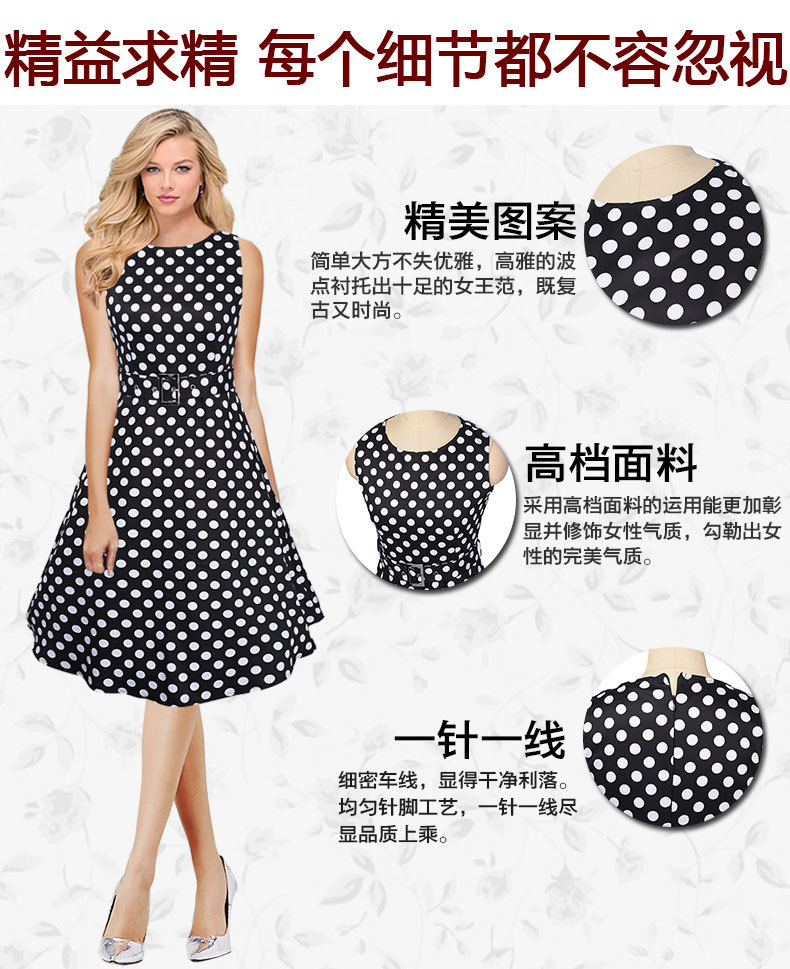 精益求精 每个细节都不容忽视
精美图案
简单大方不失优雅，高雅的波
点衬托出十足的女王范，既复
古又时尚。
高档面料
采用高档面料的运用能更加彰
显并修饰女性气质，勾勒出女
性的完美气质。
一针一线
细密车线，显得干净利落。
均匀针脚工艺，一针一线尽
显品质上乘。